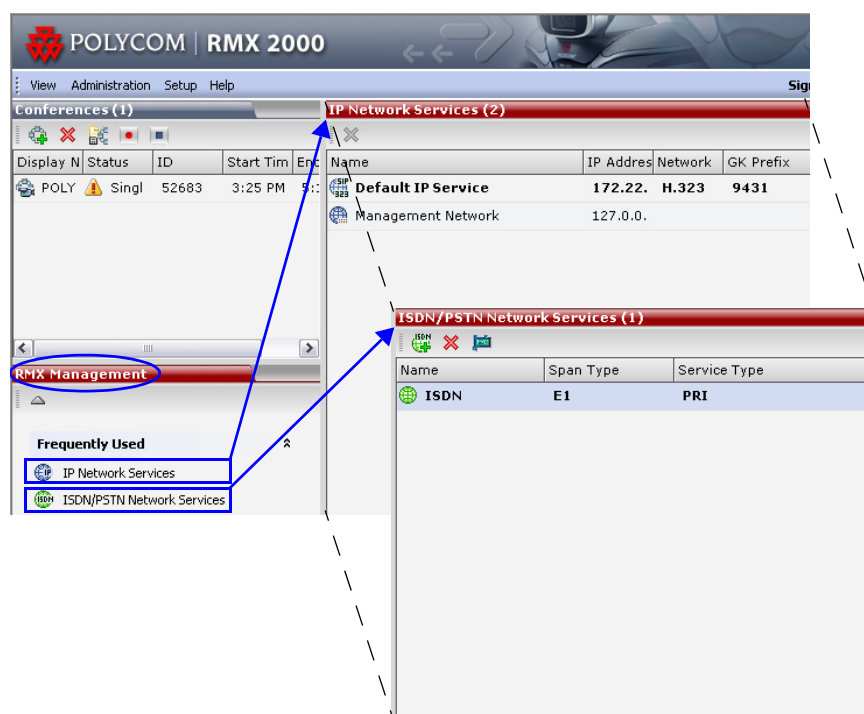 POLYCOM | RMX 2000
View Administration Setup Help
Conferences (1)
IP Network Services (2)
Display N Status ID Start Tim
Name IP Addres Network GK Prefix
POLY Singl 52683 3:25 PM
Default IP Service 172.22. H.323 9431
Management Network 127.0.0.
RMX Management
Frequently Used
IP Network Services
ISDN/PSTN Network Services
ISDN/PSTN Network Services (1)
Name Span Type Service Type
ISDN E1 PRI